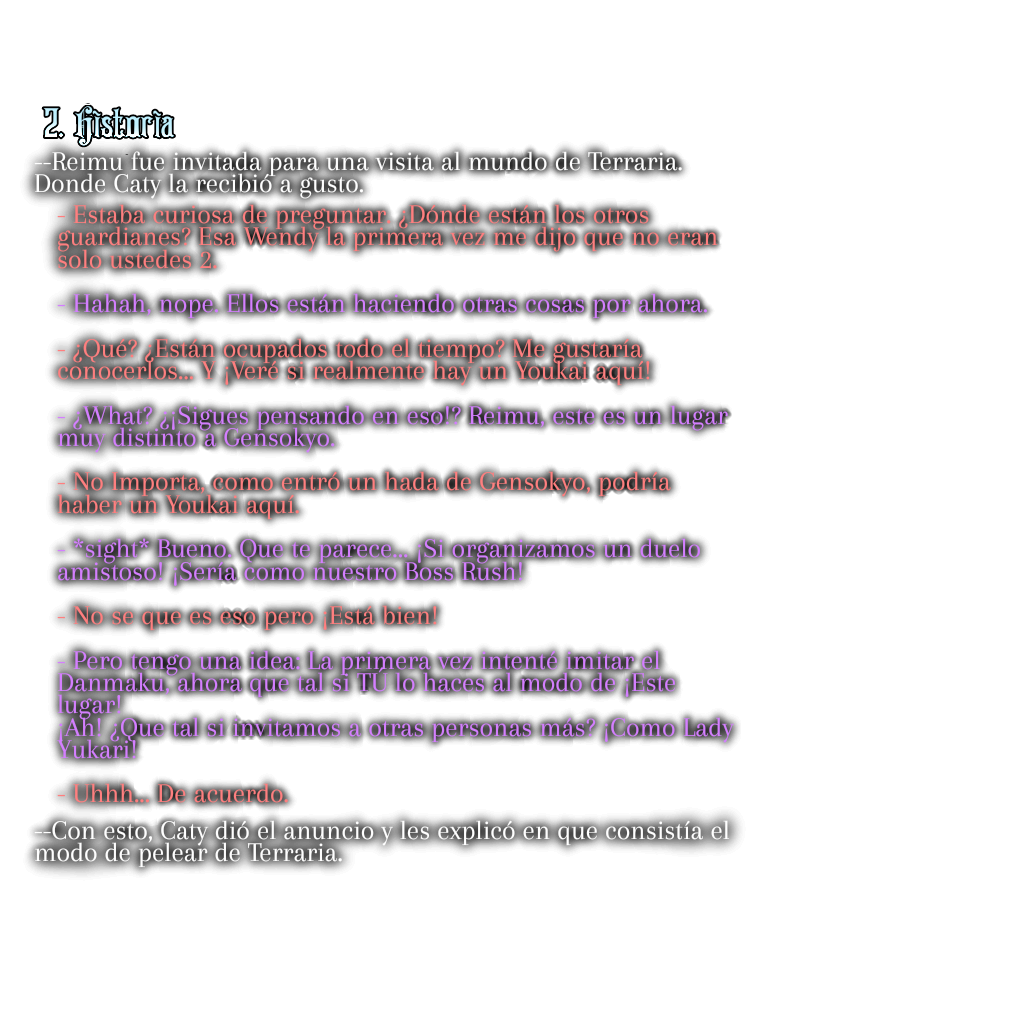 2. Historia
--Reimu fue invitada para una visita al mundo de Terraria.
Donde Caty la recibió a gusto.
- Estaba curiosa de preguntar. ¿Dónde están los otros
guardianes? Esa Wendy la primera vez me dijo que no eran
solo ustedes 2.
- Hahah, nope. Ellos están haciendo otras cosas por ahora.
- ¿Qué? ¿Están ocupados todo el tiempo? Me gustaría
conocerlos... Y ¡Veré si realmente hay un Youkai aquí!
- ¿What? ¿¡Sigues pensando en eso!? Reimu, este es un lugar
muy distinto a Gensokyo.
- No Importa, como entró un hada de Gensokyo, podría
haber un Youkai aquí.
- *sight* Bueno. Que te parece... ¡Si organizamos un duelo
amistoso! ¡Sería como nuestro Boss Rush!
- No se que es eso pero ¡Está bien!
- Pero tengo una idea: La primera vez intenté imitar el
Danmaku, ahora que tal si TÚ lo haces al modo de ¡Este
lugar!
¡Ah! ¿Que tal si invitamos a otras personas más? ¡Como Lady
Yukari!
- Uhhh... De acuerdo.
--Con esto, Caty dió el anuncio y les explicó en que consistía el
modo de pelear de Terraria.